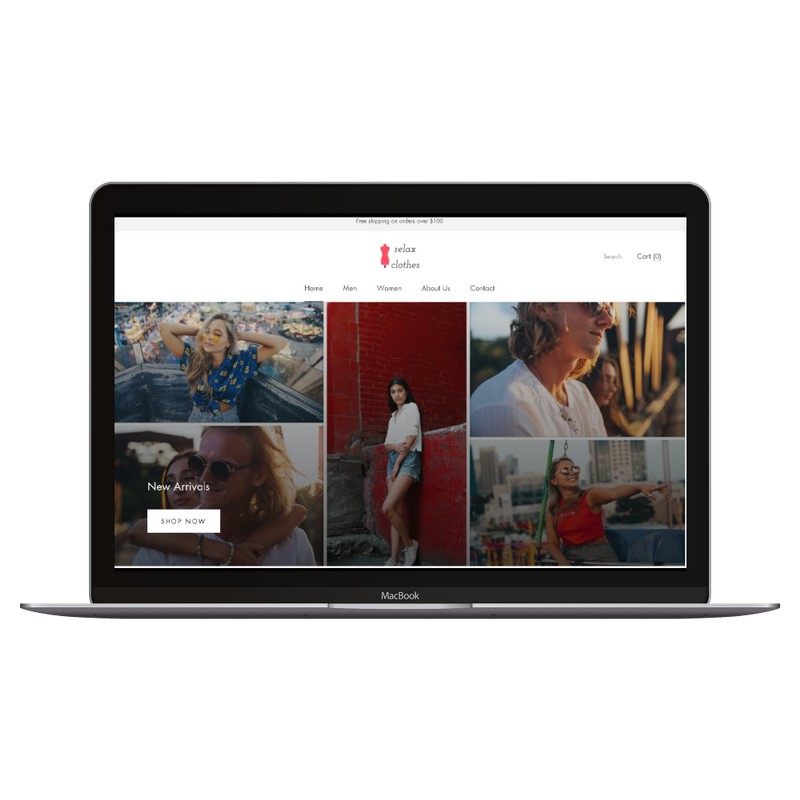 Free shipping on orders over $100
relax
clothes
Search
Cart (0)
Home
Men
Women
About Us
Contact
New Arrivals
SHOP NOW
MacBook